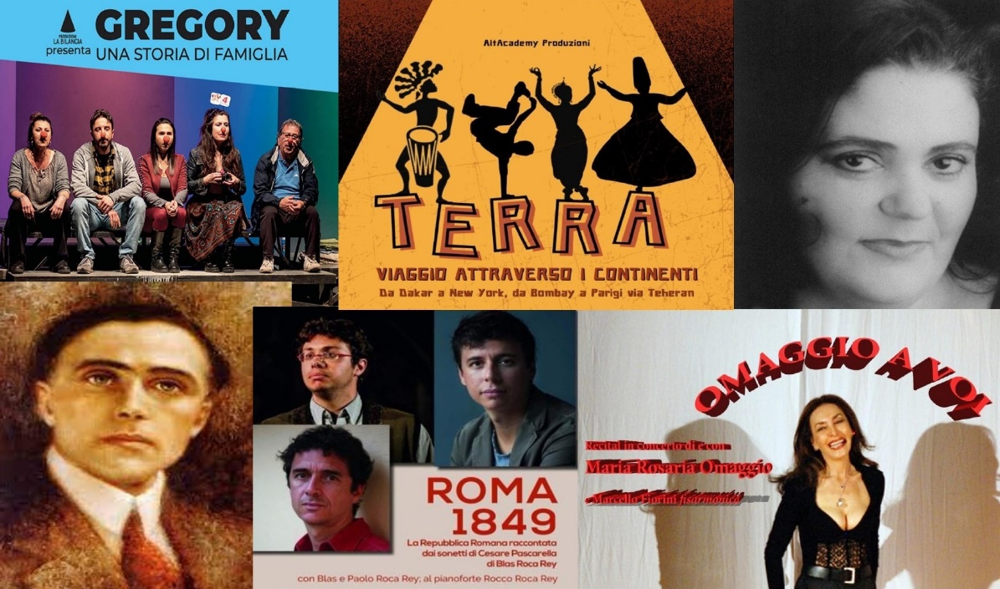 GREGORY
PRODUZIONI
LA BILANCIA
presenta
UNA STORIA DI FAMIGLIA
4
AltAcademy Produzioni
TERRA
VIAGGIO ATTRAVERSO I CONTINENTI
Da Dakar a New York, da Bombay a Parigi via Teheran
ROMA
1849
La Repubblica Romana raccontata
dai sonetti di Cesare Pascarella
di Blas Roca Rey
con Blas e Paolo Roca Rey; al pianoforte Rocco Roca Rey
OMAGGIO A VOI
Recital in concerto di e con
Maria Rosaria Omaggio
e Marcello Fiorini fisarmonica